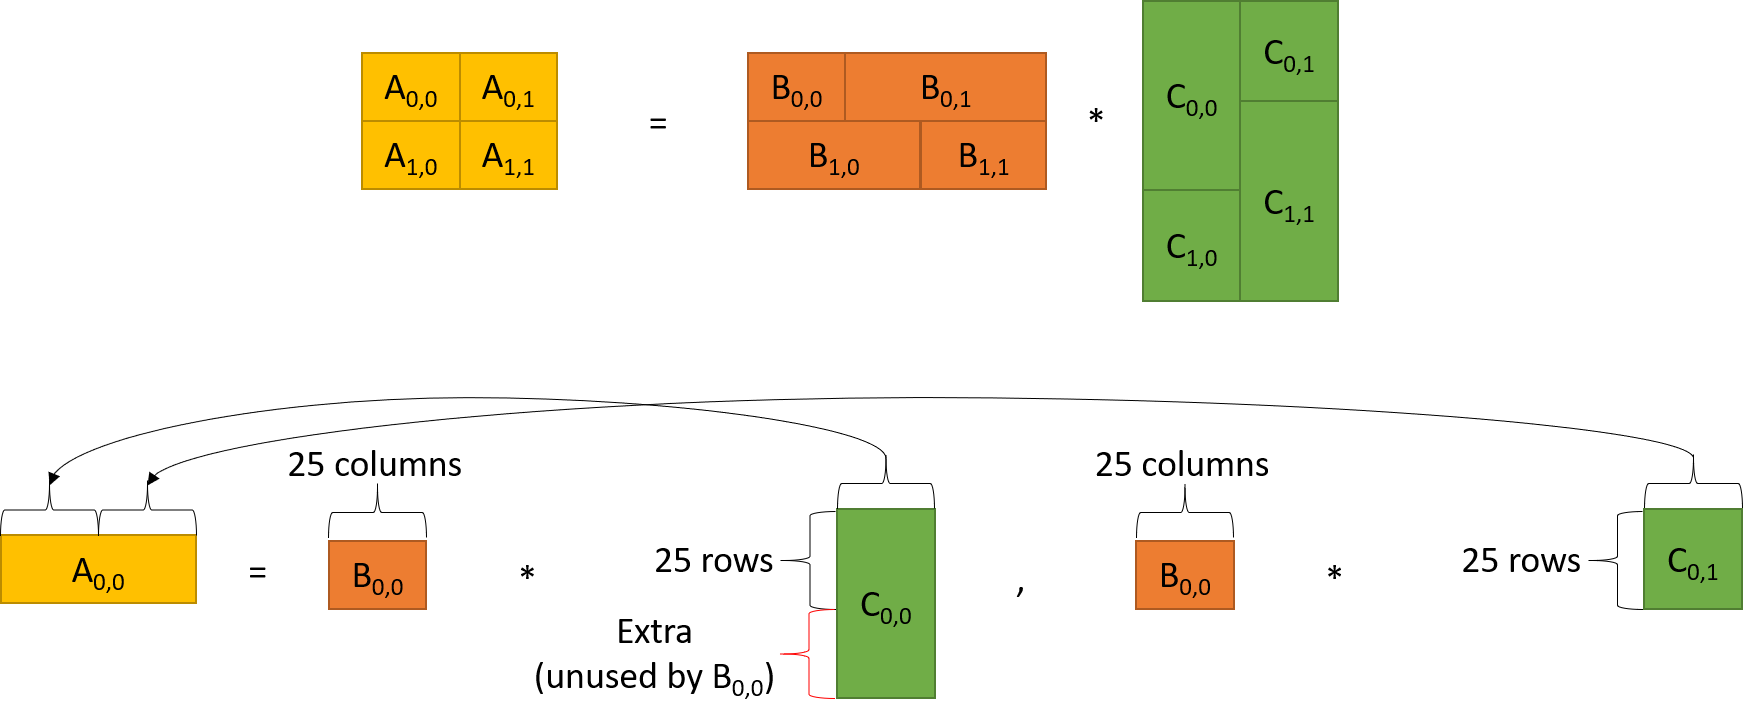 A0,0 A0,1
A1,0 A1,1
=
B0,0 B0,1
B1,0 B1,1
*
C0,0 C0,1
C1,0 C1,1
25 columns 25 columns
A0,0 = B0,0 * 25 rows C0,0 , B0,0 * 25 rows C0,1
Extra
(unused by B0,0)